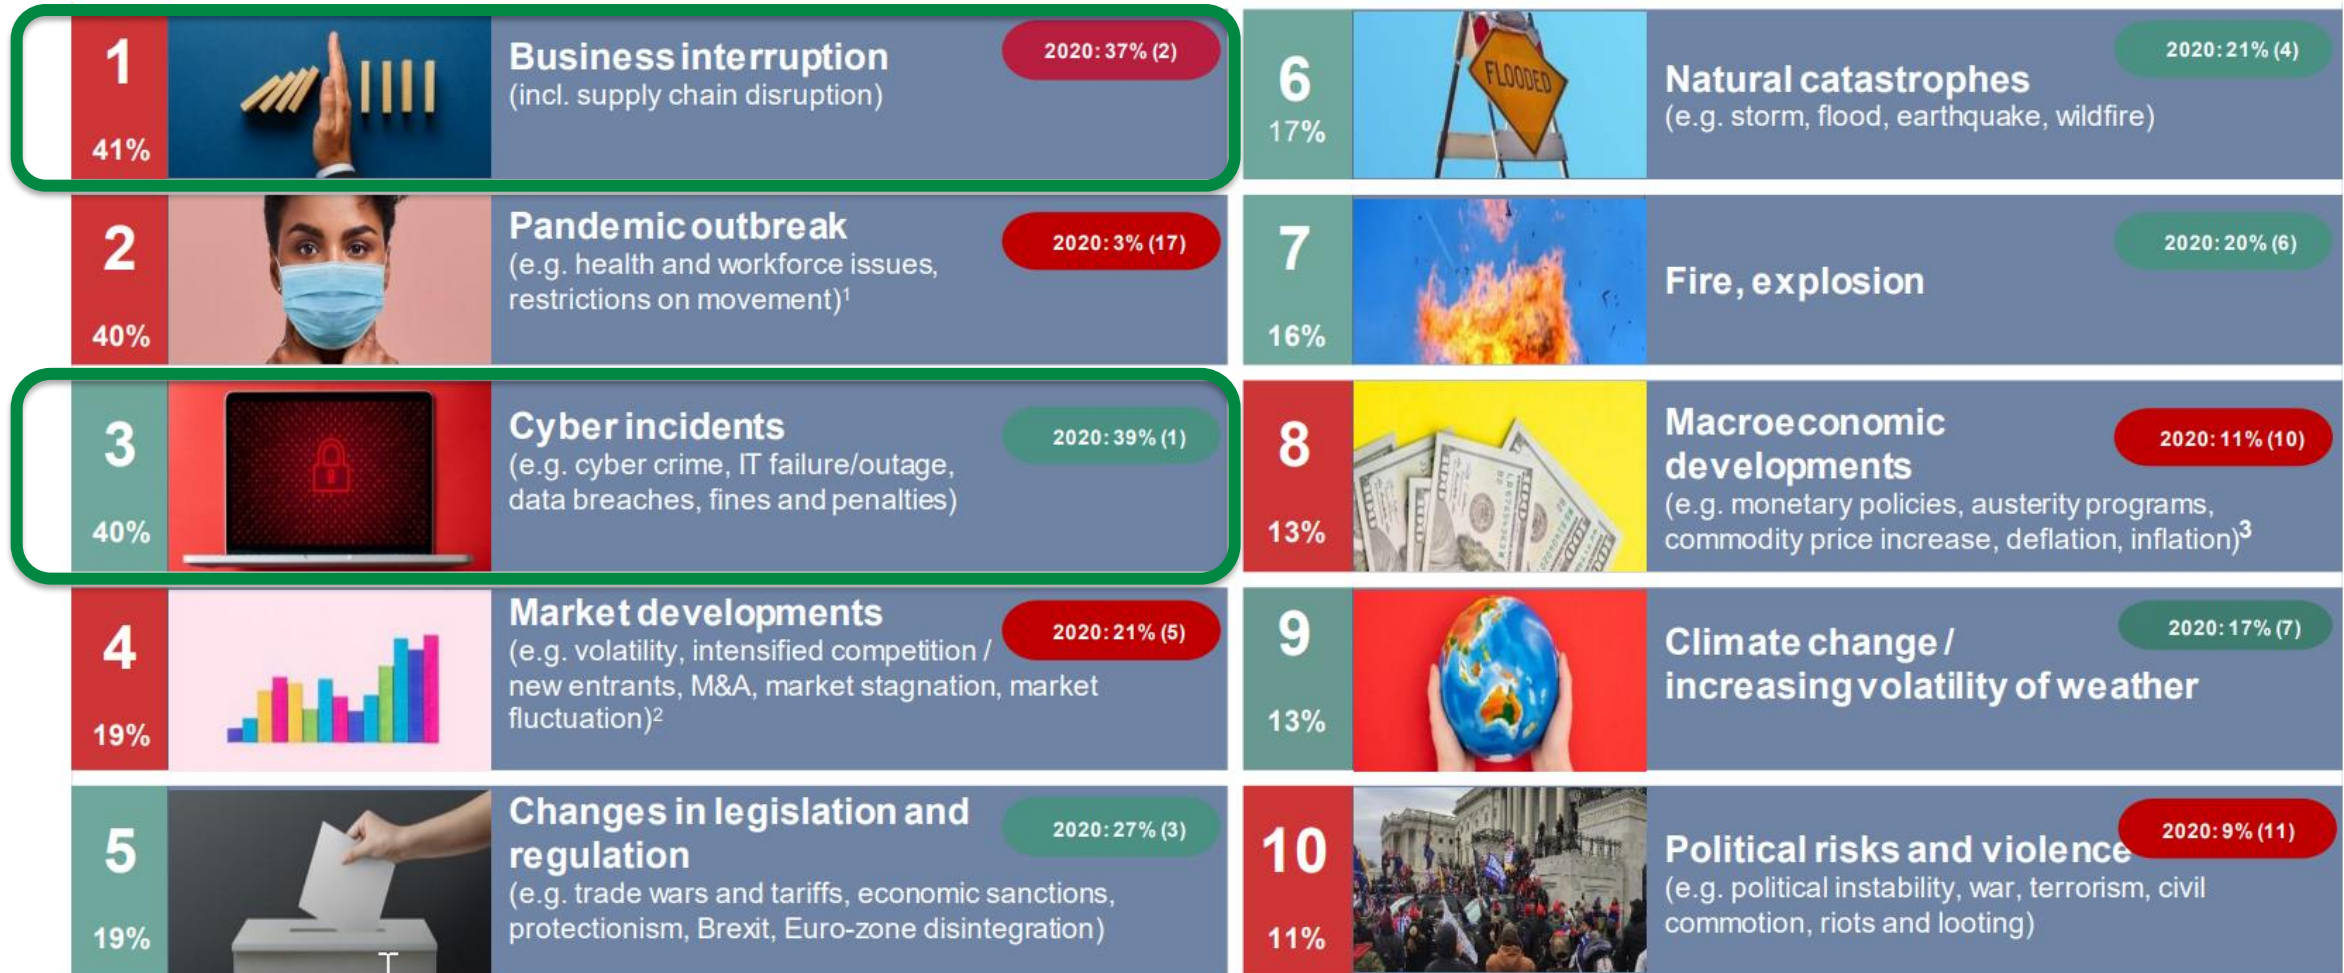 1
41%
Business interruption
(incl. supply chain disruption)
2020: 37% (2)
2
40%
Pandemic outbreak
(e.g. health and workforce issues,
restrictions on movement)1
2020: 3% (17)
3
40%
Cyber incidents
(e.g. cyber crime, IT failure/outage,
data breaches, fines and penalties)
2020: 39% (1)
4
19%
Market developments
(e.g. volatility, intensified competition /
new entrants, M&A, market stagnation, market
fluctuation)2
2020: 21% (5)
5
19%
Changes in legislation and
regulation
(e.g. trade wars and tariffs, economic sanctions,
protectionism, Brexit, Euro-zone disintegration)
2020: 27% (3)
6
17%
FLOODED
Natural catastrophes
(e.g. storm, flood, earthquake, wildfire)
2020: 21% (4)
7
16%
Fire, explosion
2020: 20% (6)
8
13%
Macroeconomic
developments
(e.g. monetary policies, austerity programs,
commodity price increase, deflation, inflation)3
2020: 11% (10)
9
13%
Climate change /
increasing volatility of weather
2020: 17% (7)
10
11%
Political risks and violence
(e.g. political instability, war, terrorism, civil
commotion, riots and looting)
2020: 9% (11)